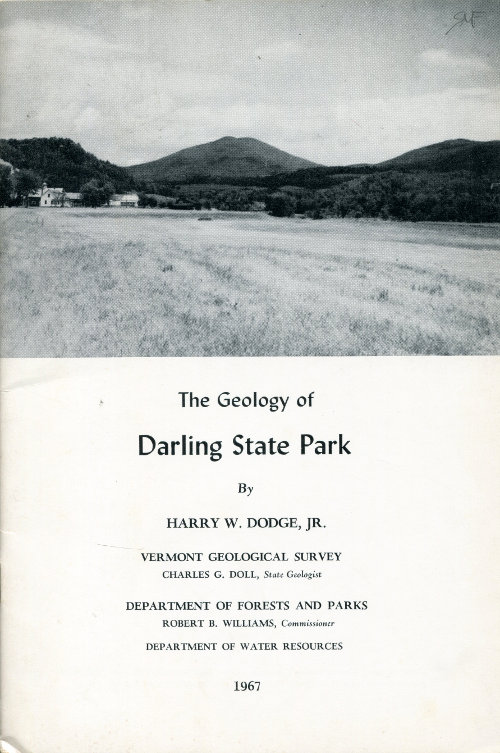 The Geology of
Darling State Park
By
HARRY W. DODGE, JR.
VERMONT GEOLOGICAL SURVEY
CHARLES G. DOLL, State Geologist
DEPARTMENT OF FORESTS AND PARKS
ROBERT B. WILLIAMS, Commissioner
DEPARTMENT OF WATER RESOURCES
1967